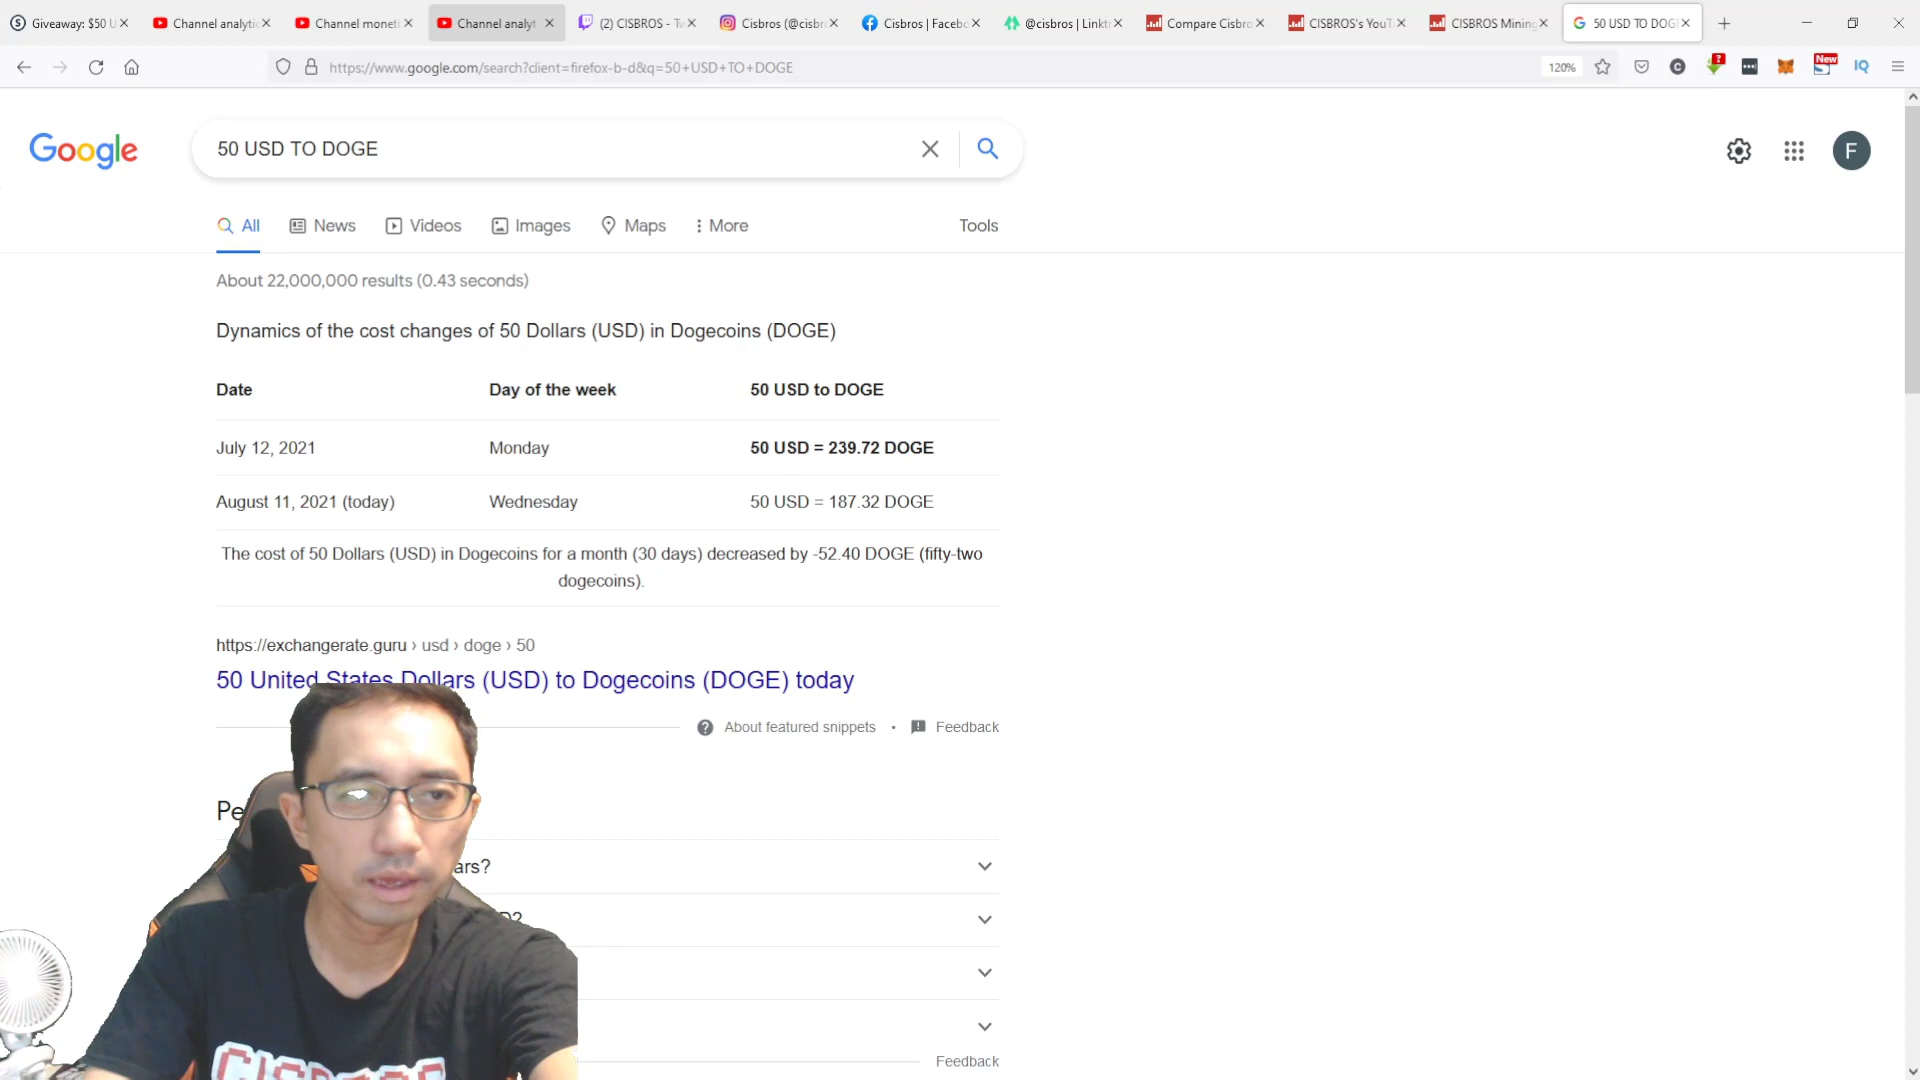 Giveaway: $50 U
Channel analytic
Channel moneti
Channel analyt
(2) CISBROS - Tw
Cisbros (@cisbr
Cisbros | Facebo
@cisbros | Linktr
Compare Cisbro
CISBROS's YouT
CISBROS Mining
50 USD TO DOGE
https://www.google.com/search?client=firefox-b-d&q=50+USD+TO+DOGE
120%
New
IQ
Google
50 USD TO DOGE
F
All
News
Videos
Images
Maps
More
Tools
About 22,000,000 results (0.43 seconds)
Dynamics of the cost changes of 50 Dollars (USD) in Dogecoins (DOGE)
Date Day of the week 50 USD to DOGE
July 12, 2021 Monday 50 USD = 239.72 DOGE
August 11, 2021 (today) Wednesday 50 USD = 187.32 DOGE
The cost of 50 Dollars (USD) in Dogecoins for a month (30 days) decreased by -52.40 DOGE (fifty-two
dogecoins).
https://exchangerate.guru › usd › doge › 50
50 United States Dollars (USD) to Dogecoins (DOGE) today
About featured snippets • Feedback
Pe
ars?
D?
Feedback
CISBROS